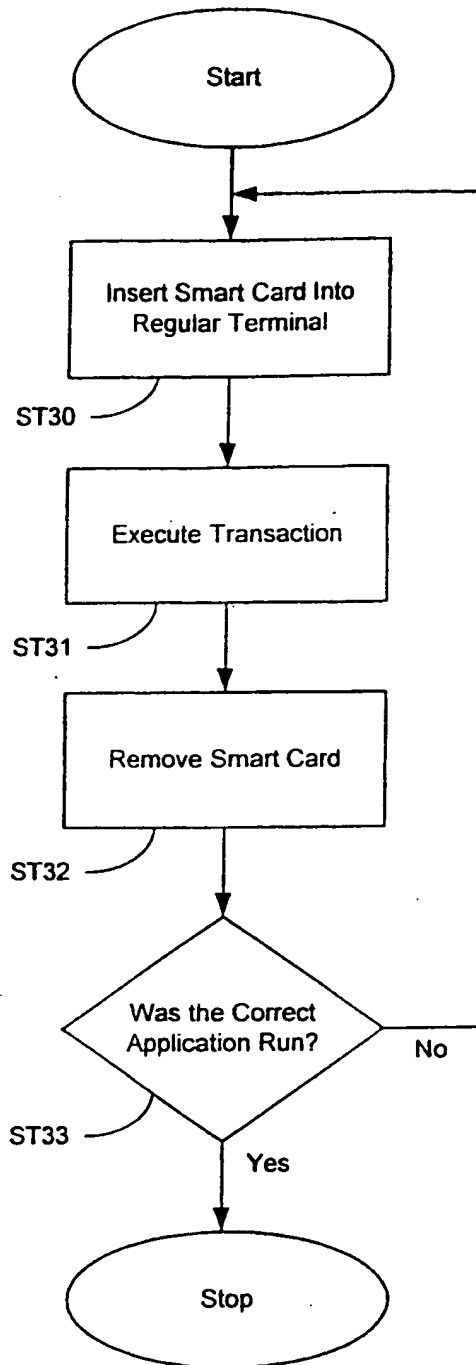 Start
Insert Smart Card Into
Regular Terminal
ST30
Execute Transaction
ST31
Remove Smart Card
ST32
Was the Correct
Application Run?
No
ST33
Yes
Stop